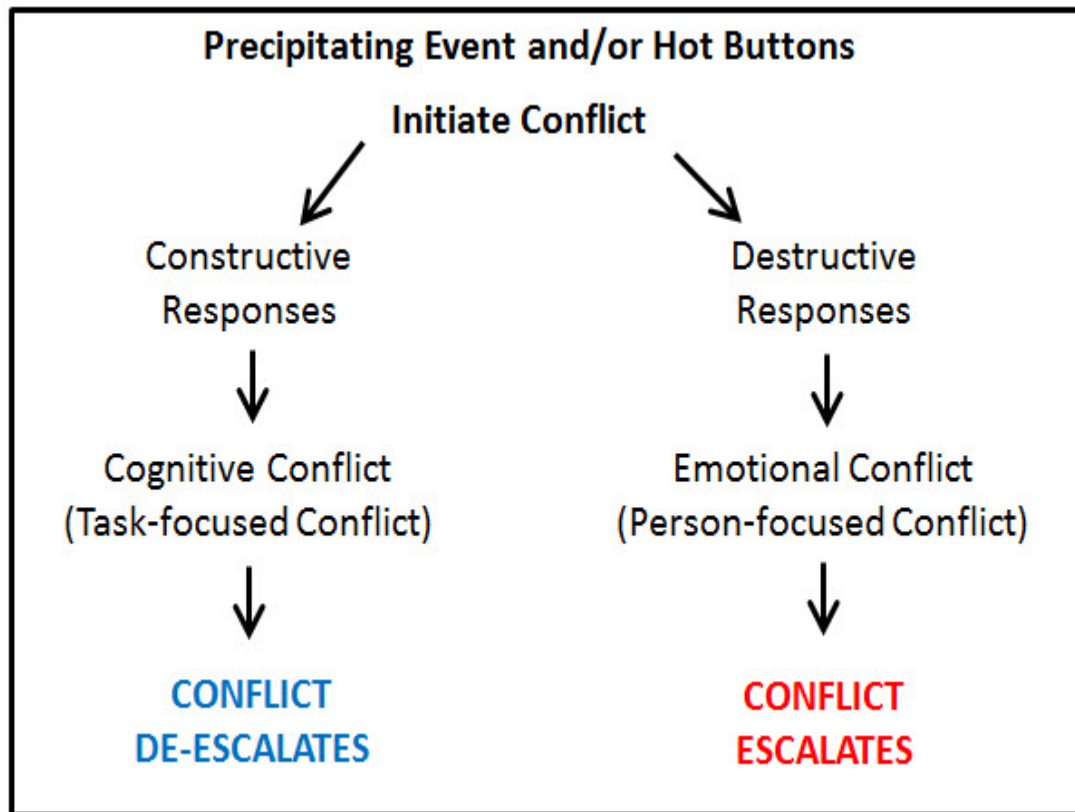 Precipitating Event and/or Hot Buttons
Initiate Conflict
Constructive
Responses
Cognitive Conflict
(Task-focused Conflict)
CONFLICT
DE-ESCALATES
Destructive
Responses
Emotional Conflict
(Person-focused Conflict)
CONFLICT
ESCALATES